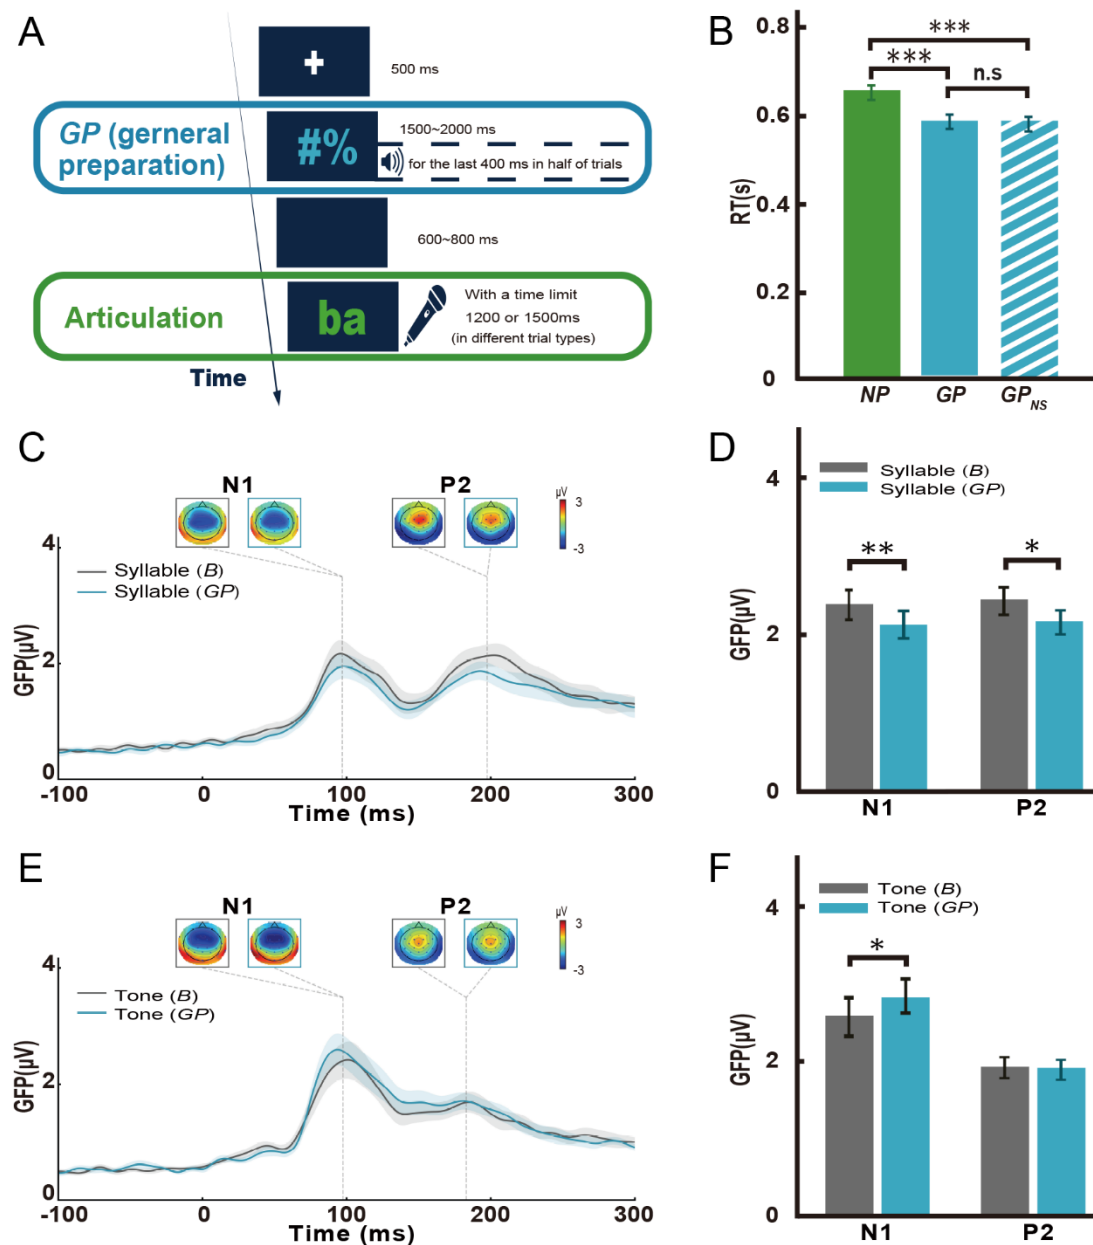 A
+
500 ms
GP (gerneral
preparation)
#%
1500~2000 ms
for the last 400 ms in half of trials
600~800 ms
Articulation
ba
With a time limit
1200 or 1500ms
(in different trial types)
Time
B
0.8
0.6
0.4
0.2
0
RT(s)
***
***
n.s
NP GP GP NS
C
N1 P2
µV
3
-3
Syllable (B)
Syllable (GP)
GFP(µV)
4
2
0
-100 0 100 200 300
Time (ms)
D
Syllable (B)
Syllable (GP)
GFP(µV)
4
2
0
** *
N1 P2
E
N1 P2
µV
3
-3
Tone (B)
Tone (GP)
GFP(µV)
4
2
0
-100 0 100 200 300
Time (ms)
F
Tone (B)
Tone (GP)
GFP(µV)
4
2
0
*
N1 P2